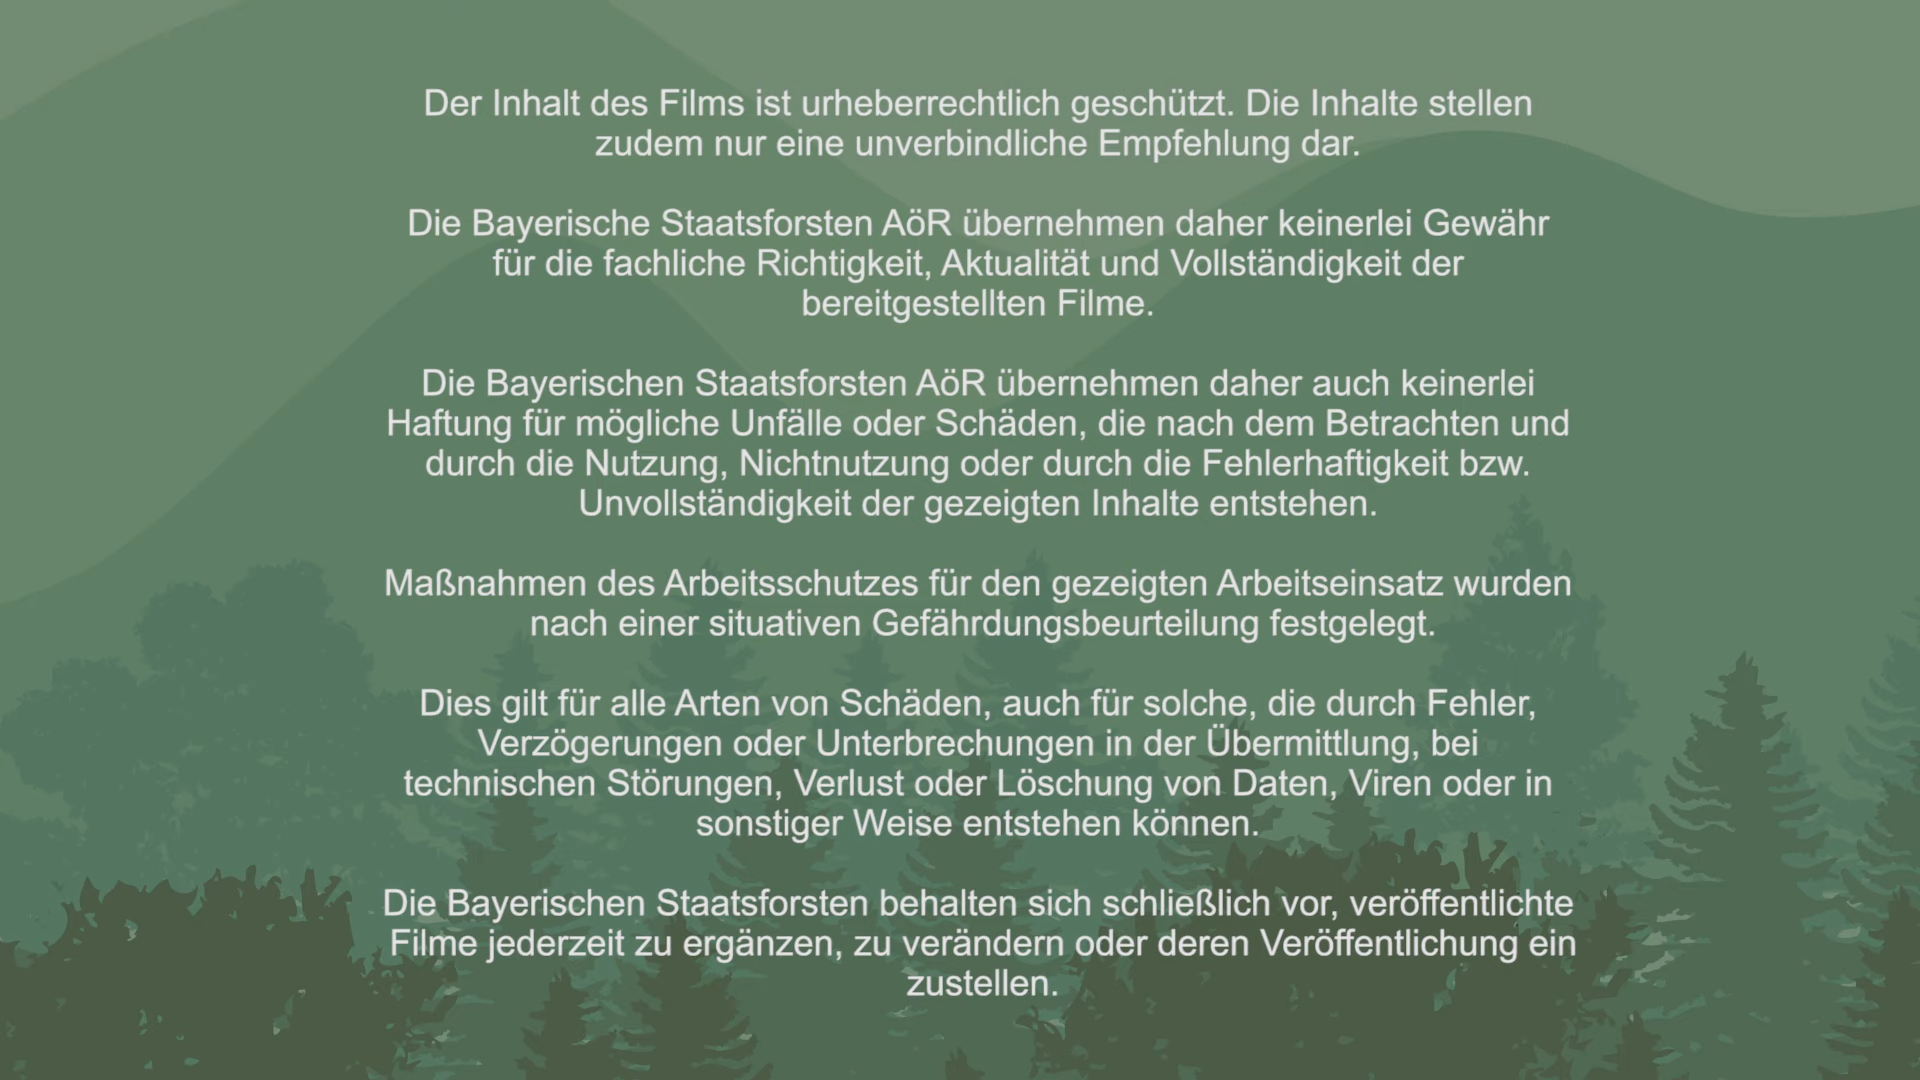 Der Inhalt des Films ist urheberrechtlich geschützt. Die Inhalte stellen
zudem nur eine unverbindliche Empfehlung dar.
Die Bayerische Staatsforsten AöR übernehmen daher keinerlei Gewähr
für die fachliche Richtigkeit, Aktualität und Vollständigkeit der
bereitgestellten Filme.
Die Bayerischen Staatsforsten AöR übernehmen daher auch keinerlei
Haftung für mögliche Unfälle oder Schäden, die nach dem Betrachten und
durch die Nutzung, Nichtnutzung oder durch die Fehlerhaftigkeit bzw.
Unvollständigkeit der gezeigten Inhalte entstehen.
Maßnahmen des Arbeitsschutzes für den gezeigten Arbeitseinsatz wurden
nach einer situativen Gefährdungsbeurteilung festgelegt.
Dies gilt für alle Arten von Schäden, auch für solche, die durch Fehler,
Verzögerungen oder Unterbrechungen in der Übermittlung, bei
technischen Störungen, Verlust oder Löschung von Daten, Viren oder in
sonstiger Weise entstehen können.
Die Bayerischen Staatsforsten behalten sich schließlich vor, veröffentlichte
Filme jederzeit zu ergänzen, zu verändern oder deren Veröffentlichung ein
zustellen.